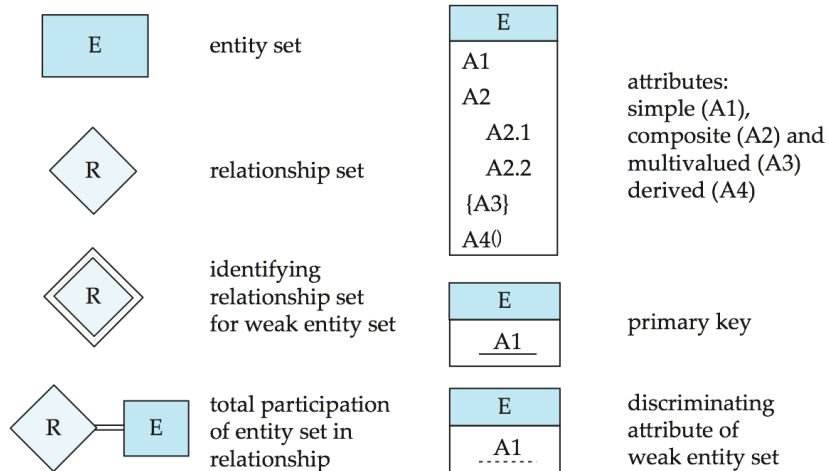 E
entity set
R
relationship set
R
identifying
relationship set
for weak entity set
R
E
total participation
of entity set in
relationship
E
A1
A2
A2.1
A2.2
{A3}
A4()
attributes:
simple (A1),
composite (A2) and
multivalued (A3)
derived (A4)
E
A1
primary key
E
A1
discriminating
attribute of
weak entity set